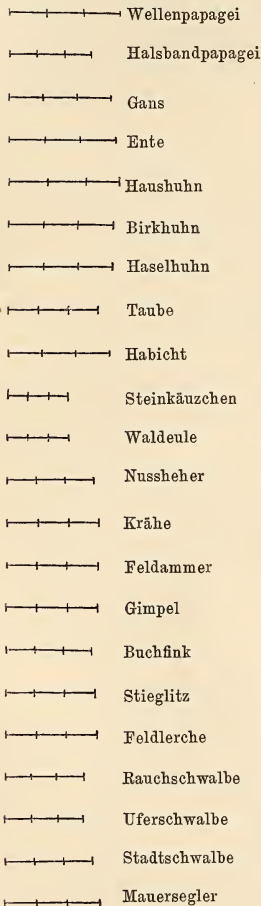 Wellenpapagei
Halsbandpapagei
Gans
Ente
Haushuhn
Birkhuhn
Haselhuhn
Taube
Habicht
Steinkäuzchen
Waldeule
Nussheher
Krähe
Feldammer
Gimpel
Buchfink
Stieglitz
Feldlerche
Rauchschwalbe
Uferschwalbe
Stadtschwalbe
Mauersegler